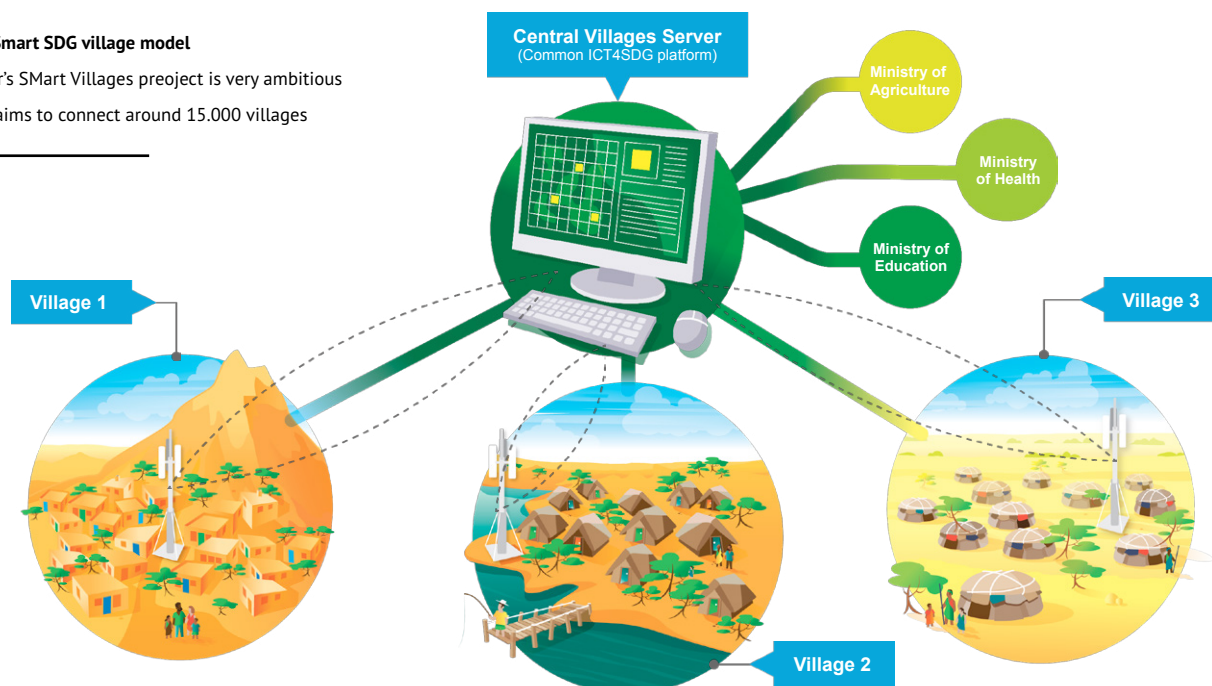 Smart SDG village model
r's SMart Villages preoject is very ambitious
aims to connect around 15.000 villages
Central Villages Server
(Common ICT4SDG platform)
Ministry of
Agriculture
Ministry
of Health
Ministry of
Education
Village 1
Village 3
Village 2